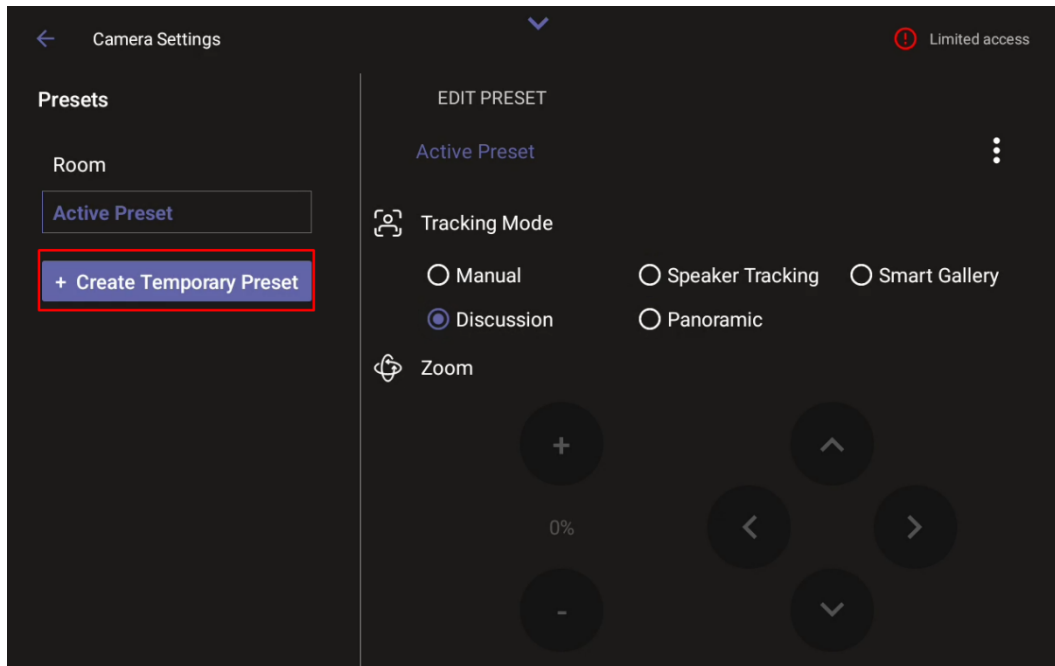 Camera Settings
Limited access
Presets
Room
Active Preset
+ Create Temporary Preset
EDIT PRESET
Active Preset
Tracking Mode
Manual
Speaker Tracking
Smart Gallery
Discussion
Panoramic
Zoom
+
0%
-